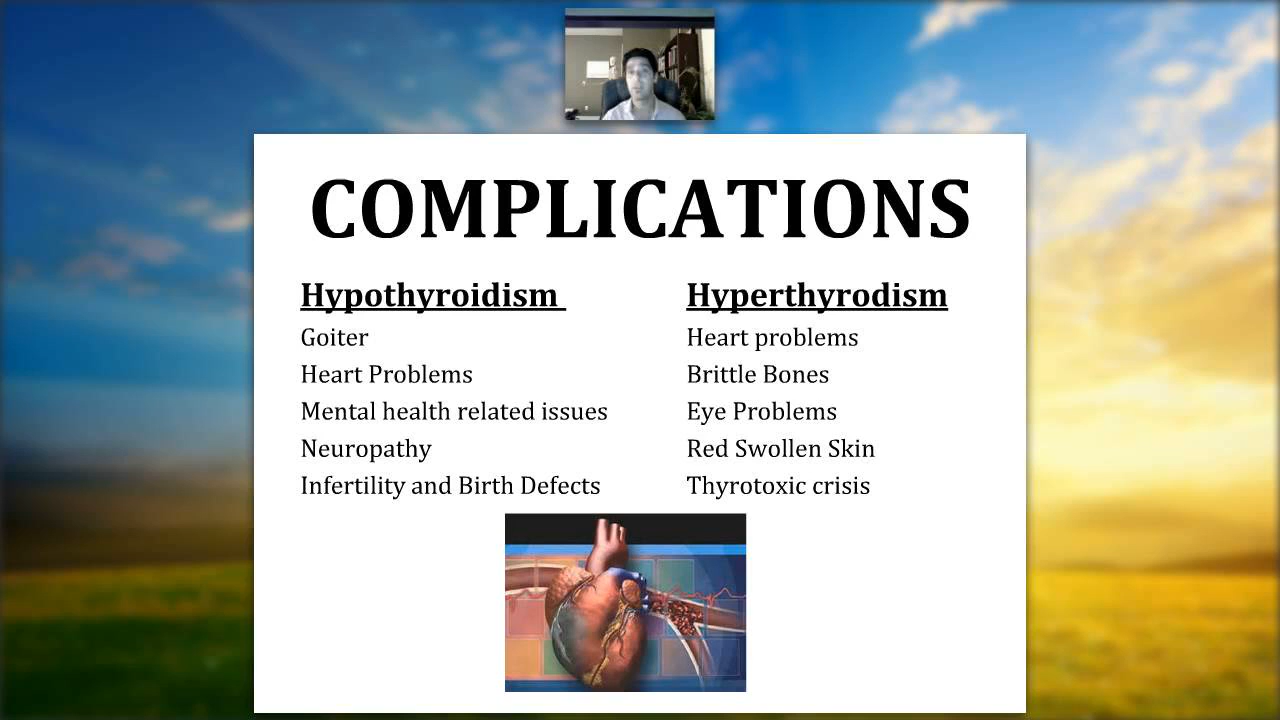 COMPLICATIONS
Hypothyroidism
Goiter
Heart Problems
Mental health related issues
Neuropathy
Infertility and Birth Defects
Hyperthyrodism
Heart problems
Brittle Bones
Eye Problems
Red Swollen Skin
Thyrotoxic crisis